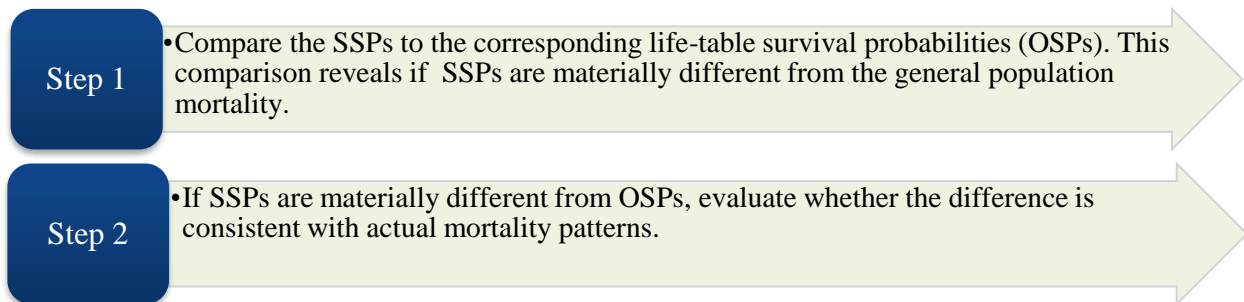 Step 1
•Compare the SSPs to the corresponding life-table survival probabilities (OSPs). This
comparison reveals if SSPs are materially different from the general population
mortality.
Step 2
•If SSPs are materially different from OSPs, evaluate whether the difference is
consistent with actual mortality patterns.